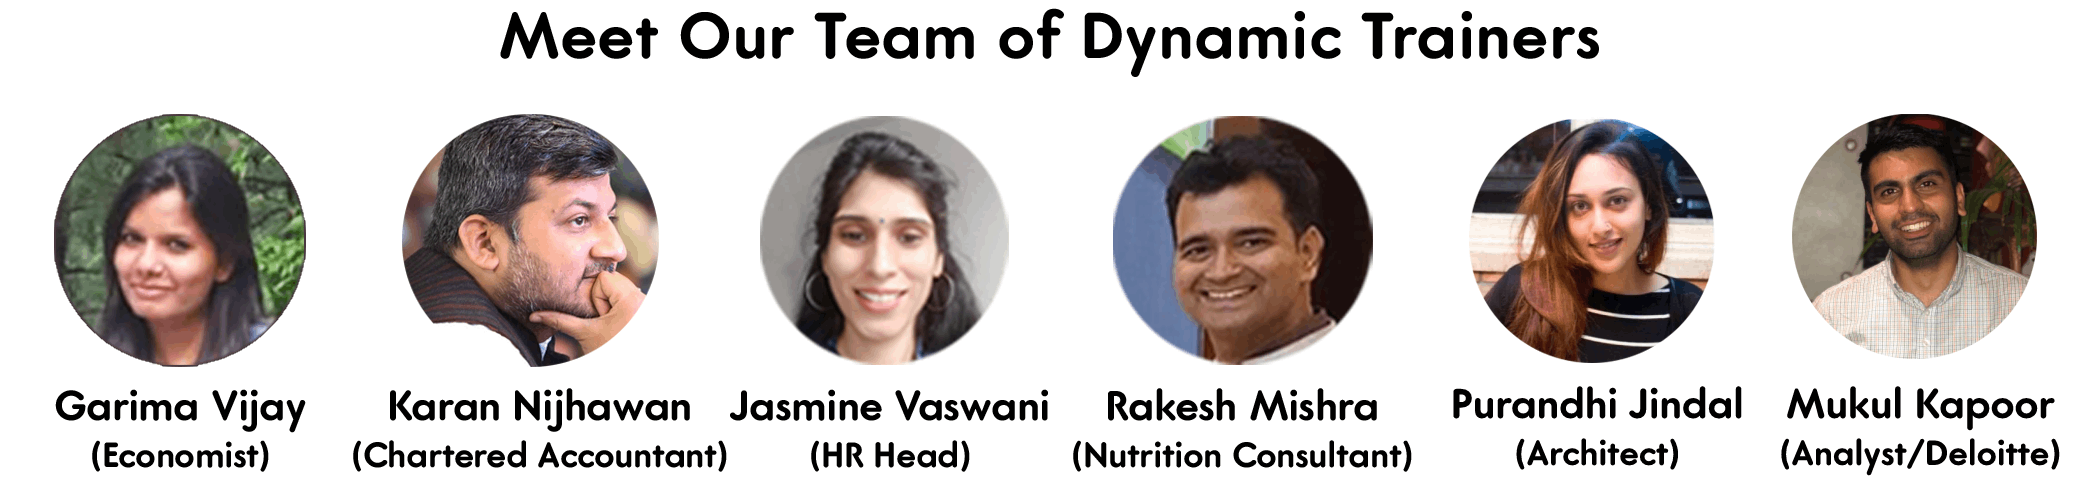 Meet Our Team of Dynamic Trainers
Garima Vijay
(Economist)
Karan Nijhawan
(Chartered Accountant)
Jasmine Vaswani
(HR Head)
Rakesh Mishra
(Nutrition Consultant)
Purandhi Jindal
(Architect)
Mukul Kapoor
(Analyst/Deloitte)